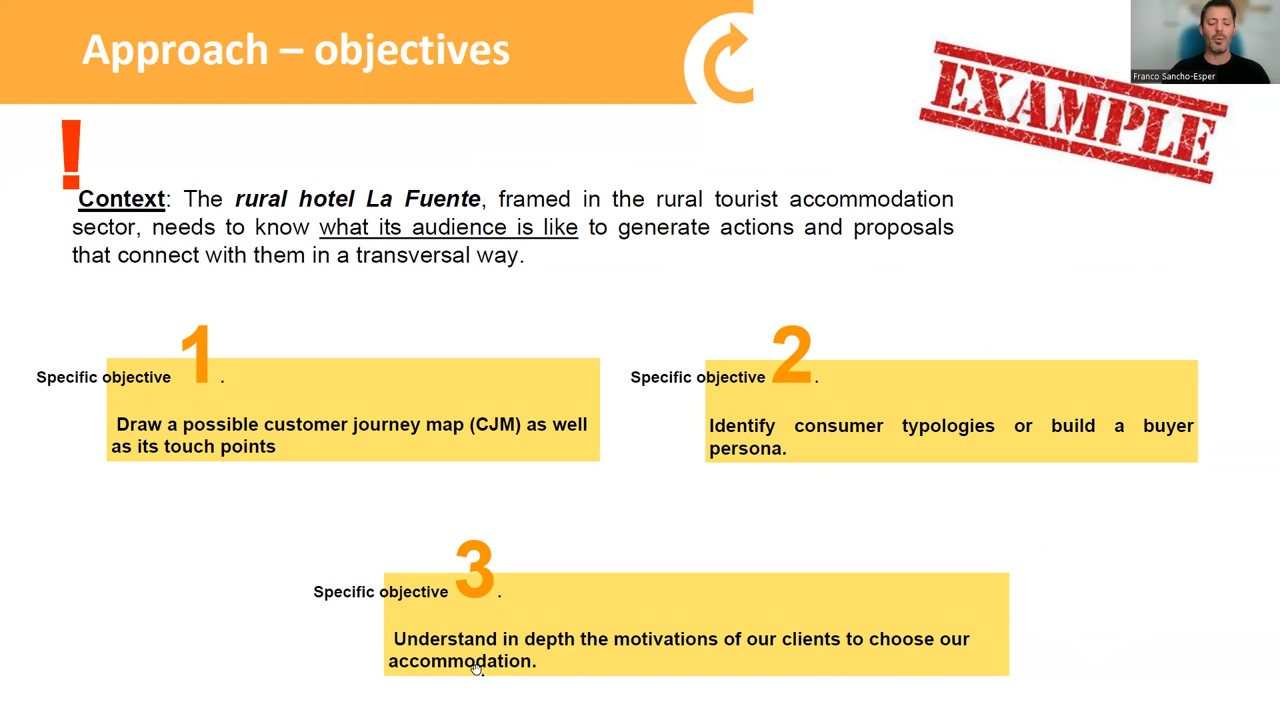 Approach – objectives
Franco Sancho-Esper
EXAMPLE
!
Context: The rural hotel La Fuente, framed in the rural tourist accommodation
sector, needs to know what its audience is like to generate actions and proposals
that connect with them in a transversal way.
Specific objective 1.
Draw a possible customer journey map (CJM) as well
as its touch points
Specific objective 2.
Identify consumer typologies or build a buyer
persona.
Specific objective 3.
Understand in depth the motivations of our clients to choose our
accommodation.